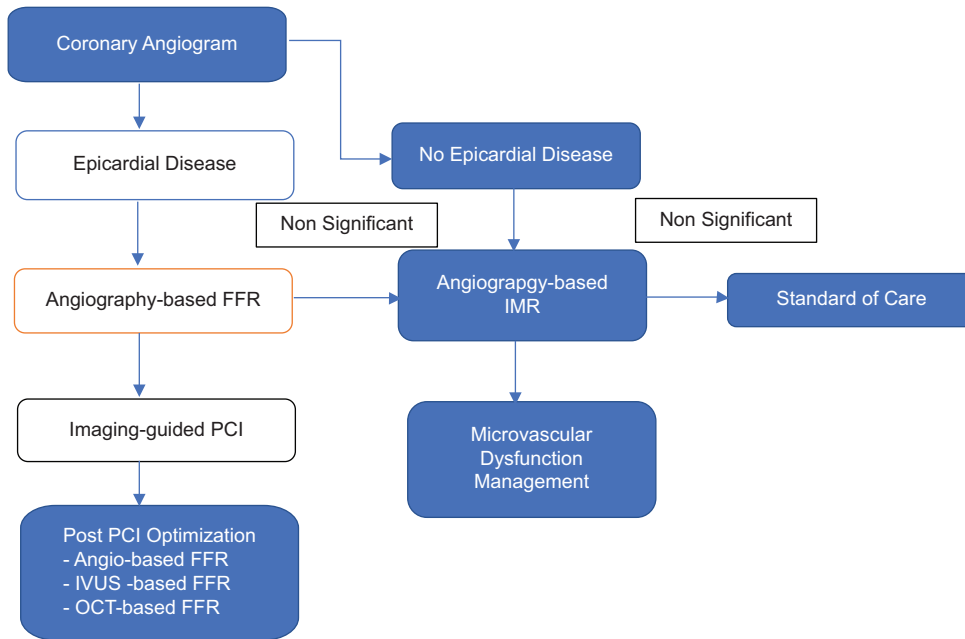 Coronary Angiogram
Epicardial Disease
No Epicardial Disease
Non Significant
Non Significant
Angiography-based FFR
Angiograpgy-based
IMR
Standard of Care
Imaging-guided PCI
Microvascular
Dysfunction
Management
Post PCI Optimization
- Angio-based FFR
- IVUS -based FFR
- OCT-based FFR